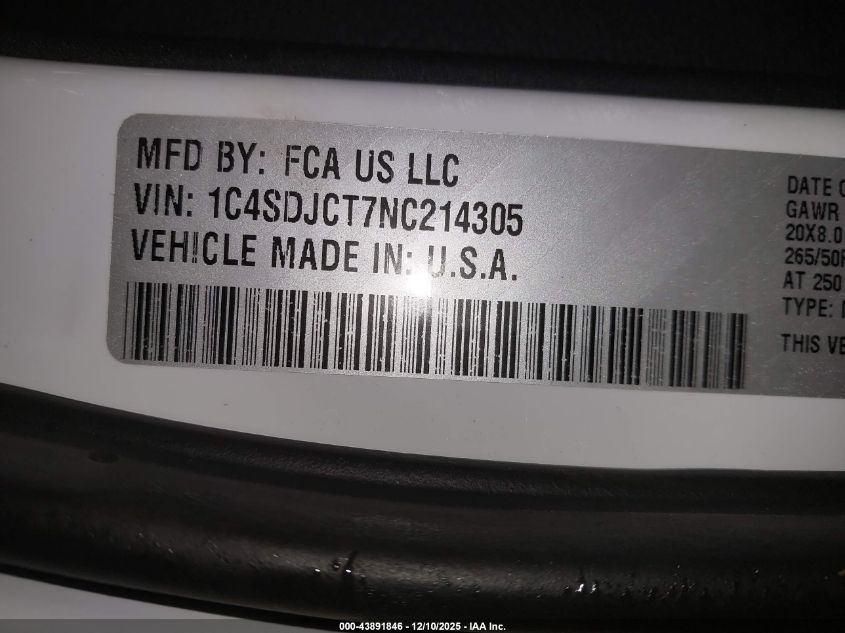 MFD BY: FCA US LLC
VIN: 1C4SDJCT7NC214305
VEHICLE MADE IN: U.S.A.
DATE O
GAWR
20X8.0
265/50R
AT 250
TYPE:
THIS VE
000-43891846 - 12/10/2025 - IAA Inc.